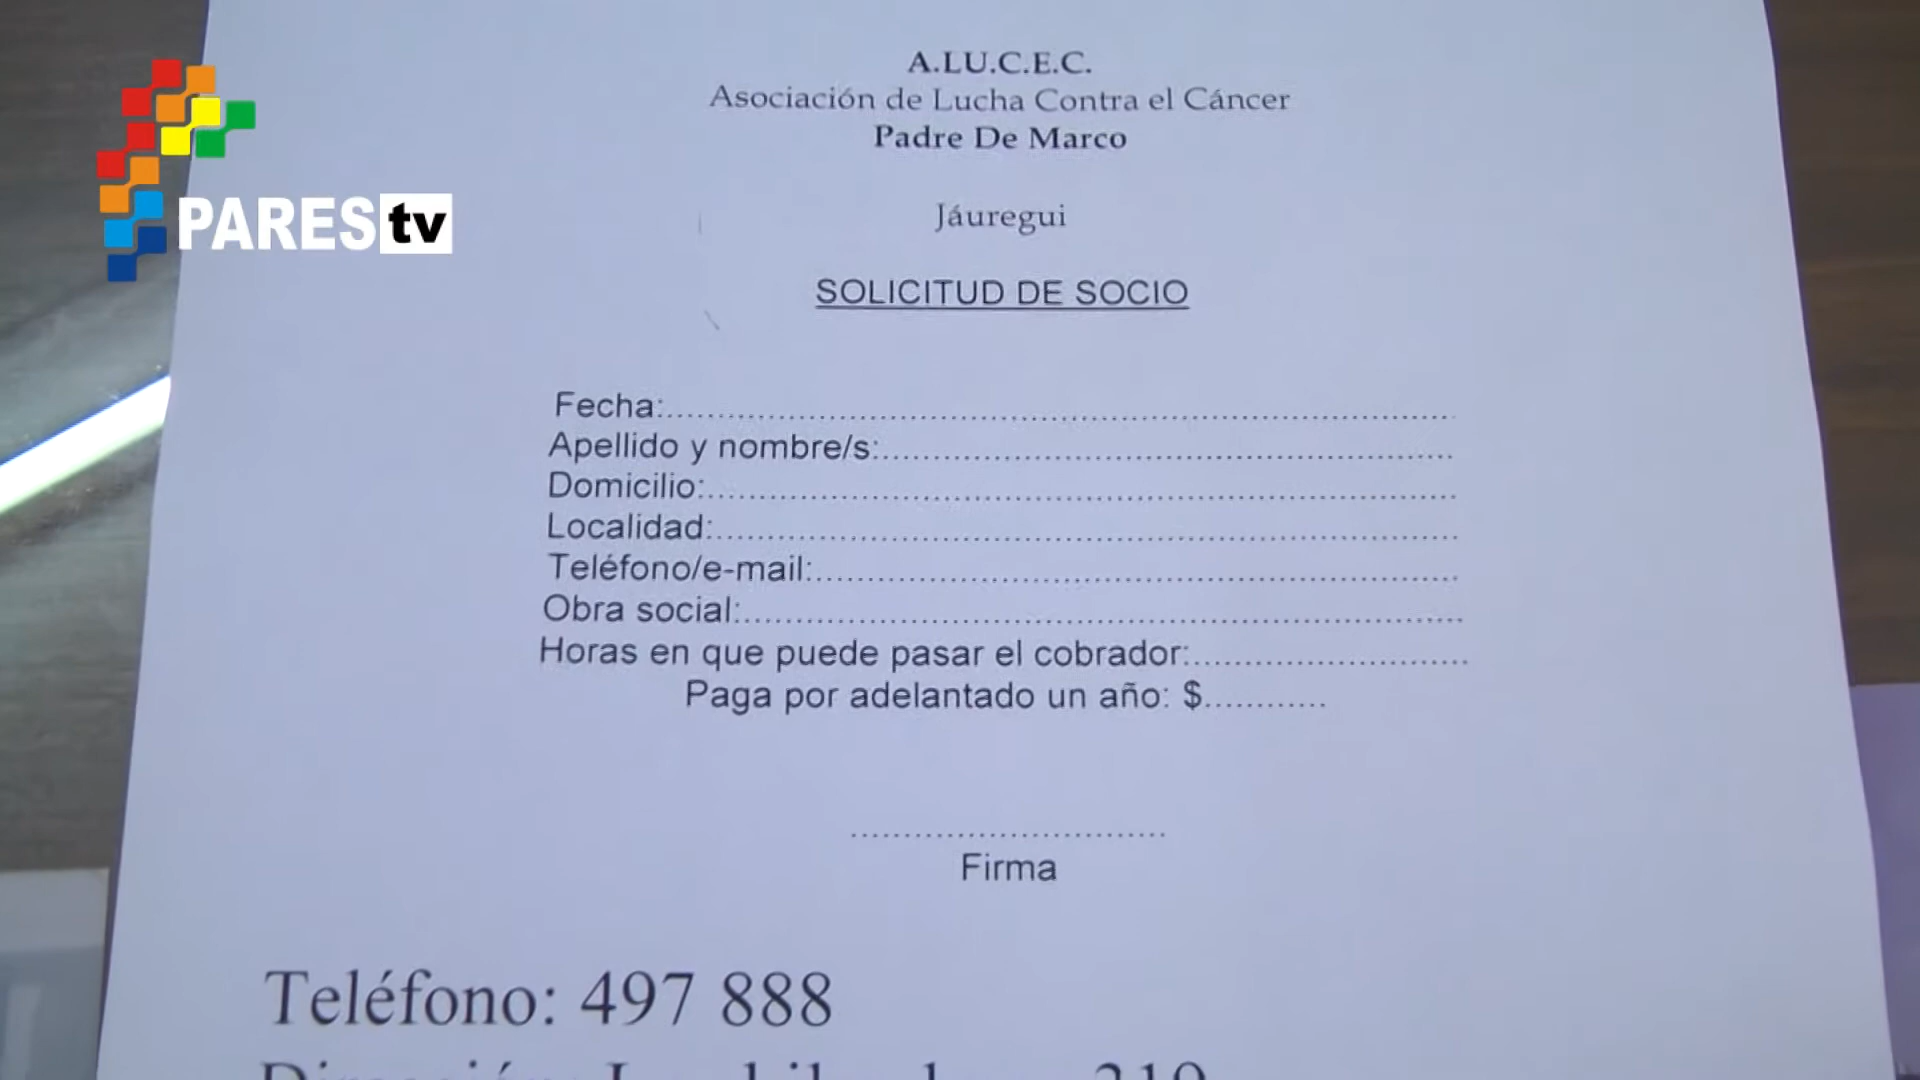 A.LU.C.E.C.
Asociación de Lucha Contra el Cáncer
Padre De Marco
PARES tv
Jáuregui
SOLICITUD DE SOCIO
Fecha:
Apellido y nombre/s:
Domicilio:
Localidad:
Teléfono/e-mail:
Obra social:
Horas en que puede pasar el cobrador:
Paga por adelantado un año: $
Firma
Teléfono: 497 888
Dirección: